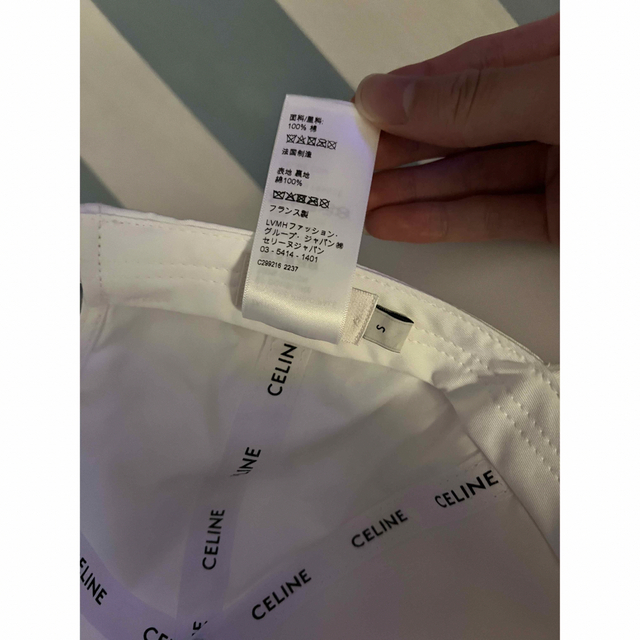 面料/里料:
100% 棉
法国制造
表地 裏地
綿100%
フランス製
LVMHファッション・
グループ・ジャパン㈱
セリーヌジャパン
03 - 5414 - 1401
C299216 2237
S
CELINE
LINE
CELINE
CELINE
CELINE
CELINE
CELINE